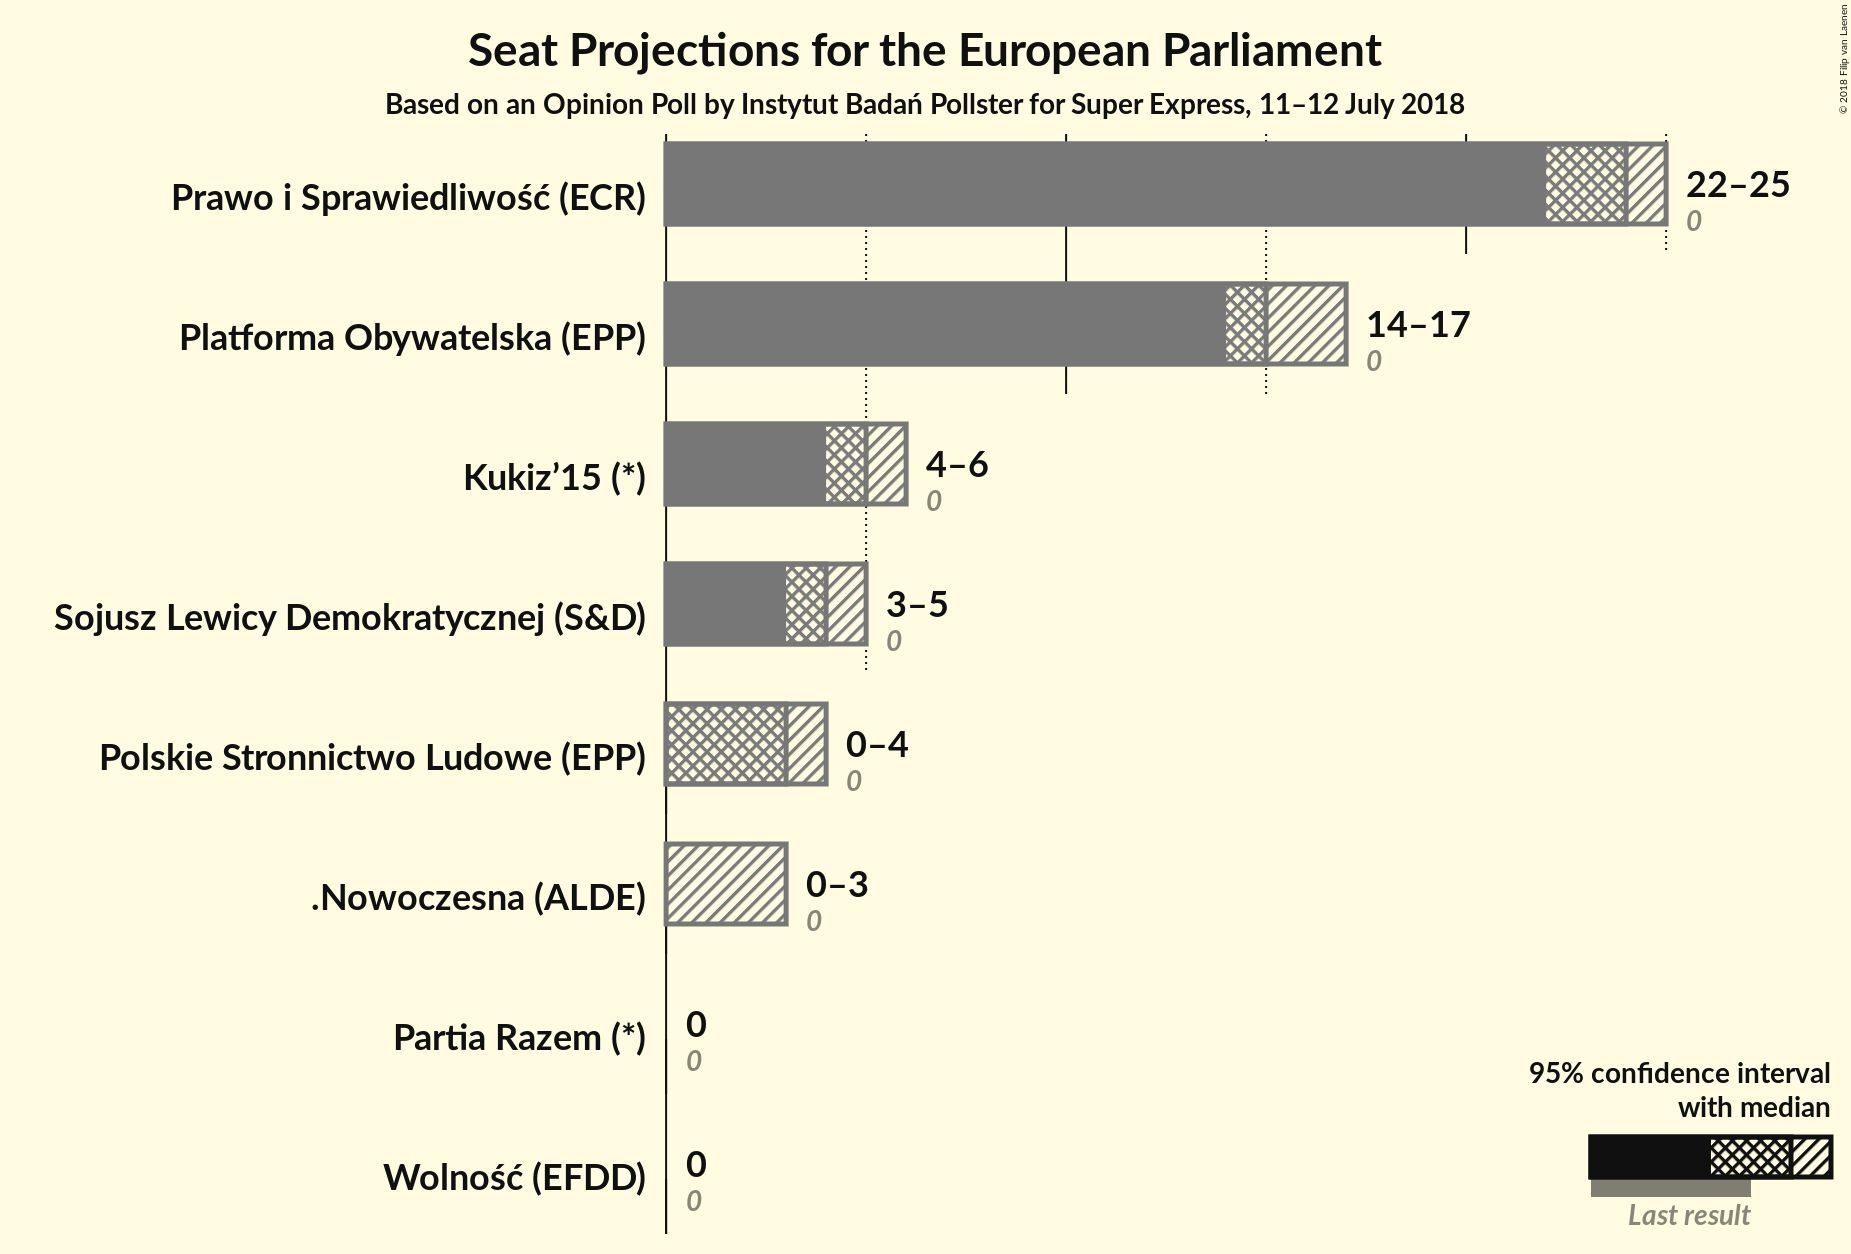 Seat Projections for the European Parliament
Based on an Opinion Poll by Instytut Badań Pollster for Super Express, 11–12 July 2018
© 2018 Filip van Laenen
Prawo i Sprawiedliwość (ECR)
22–25
0
Platforma Obywatelska (EPP)
14–17
0
Kukiz’15 (*)
4–6
0
Sojusz Lewicy Demokratycznej (S&D)
3–5
0
Polskie Stronnictwo Ludowe (EPP)
0–4
0
.Nowoczesna (ALDE)
0–3
0
Partia Razem (*)
0
0
Wolność (EFDD)
0
0
95% confidence interval
with median
Last result